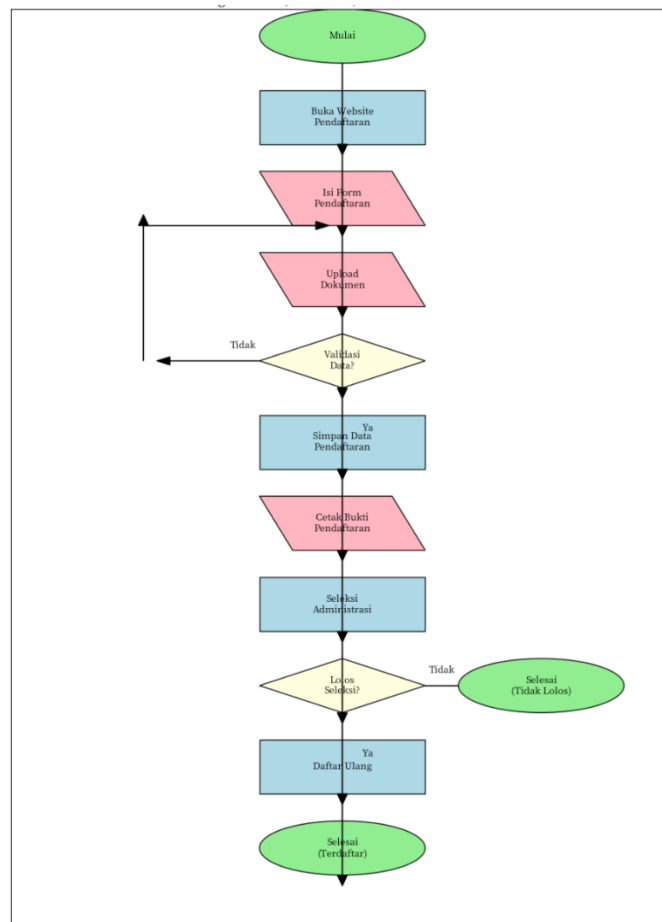 Mulai
Buka Website
Pendaftaran
Isi Form
Pendaftaran
Upload
Dokumen
Tidak
Validasi
Data?
Ya
Simpan Data
Pendaftaran
Cetak Bukti
Pendaftaran
Seleksi
Administrasi
Lolos
Seleksi?
Tidak
Selesai
(Tidak Lolos)
Ya
Daftar Ulang
Selesai
(Terdaftar)